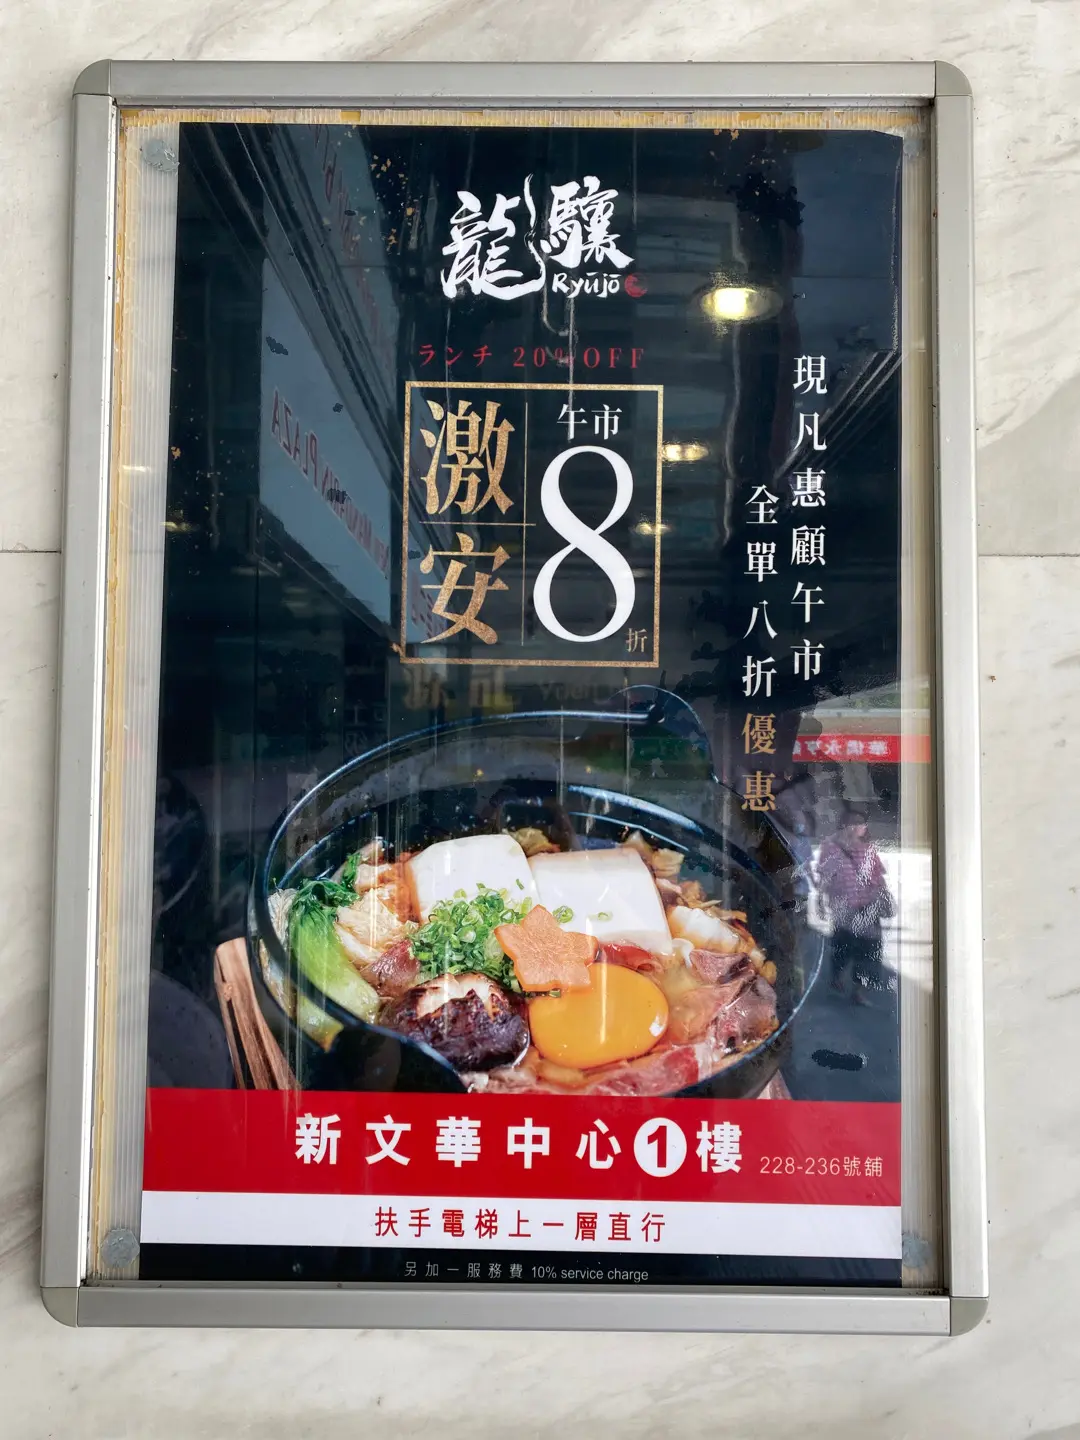 龍驤
Ryūjō
ランチ 20%OFF
激安
午市
8
折
現凡惠顧午市
全單八折優惠
新文華中心1樓 228-236號舖
扶手電梯上一層直行
另加一服務費 10% service charge